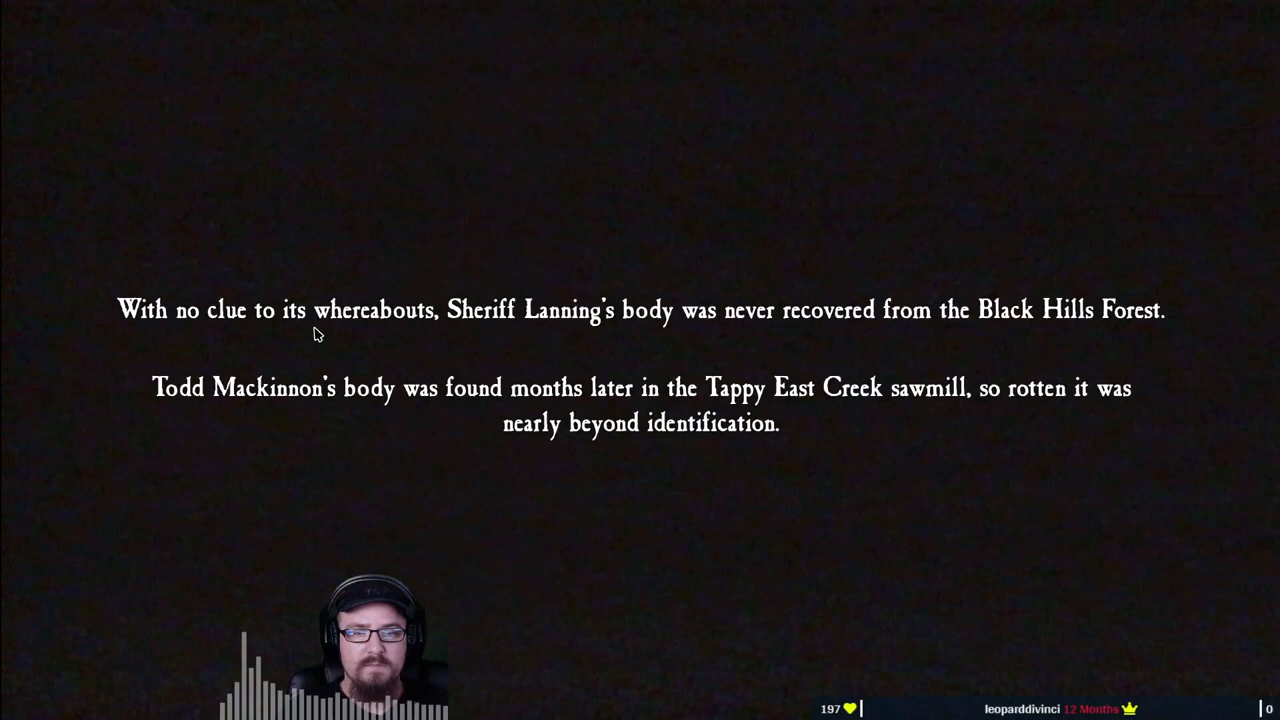 With no clue to its whereabouts, Sheriff Lanning's body was never recovered from the Black Hills Forest.
Todd Mackinnon's body was found months later in the Tappy East Creek sawmill, so rotten it was
nearly beyond identification.
197
leoparddivinci 12 Months
0